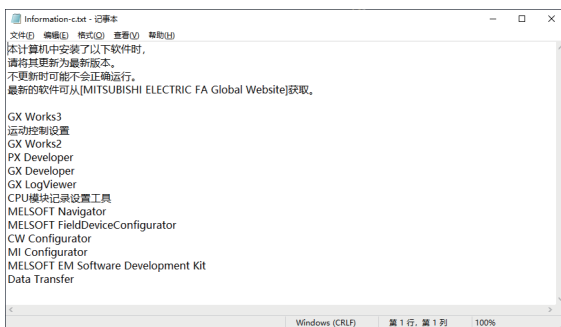 Information-c.txt - 记事本
文件(F) 编辑(E) 格式(O) 查看(V) 帮助(H)
本计算机中安装了以下软件时，
请将其更新为最新版本。
不更新时可能不会正确运行。
最新的软件可从[MITSUBISHI ELECTRIC FA Global Website]获取。
GX Works3
运动控制设置
GX Works2
PX Developer
GX Developer
GX LogViewer
CPU模块记录设置工具
MELSOFT Navigator
MELSOFT FieldDeviceConfigurator
CW Configurator
MI Configurator
MELSOFT EM Software Development Kit
Data Transfer
Windows (CRLF) 第 1 行，第 1 列 100%